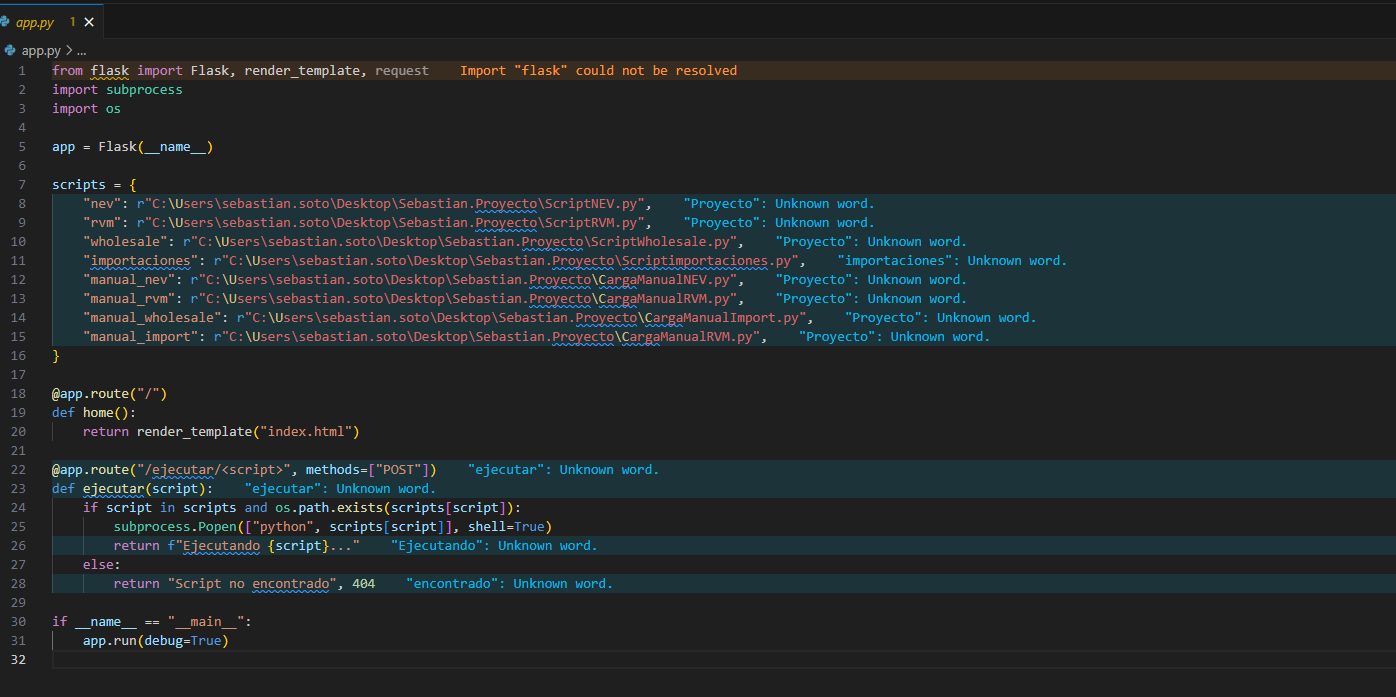 app.py 1
app.py > ...
1 from flask import Flask, render_template, request Import "flask" could not be resolved
2 import subprocess
3 import os
4
5 app = Flask(__name__)
6
7 scripts = {
8 "nev": r"C:\Users\sebastian.soto\Desktop\Sebastian.Proyecto\ScriptNEV.py", "Proyecto": Unknown word.
9 "rvm": r"C:\Users\sebastian.soto\Desktop\Sebastian.Proyecto\ScriptRVM.py", "Proyecto": Unknown word.
10 "wholesale": r"C:\Users\sebastian.soto\Desktop\Sebastian.Proyecto\ScriptWholesale.py", "Proyecto": Unknown word.
11 "importaciones": r"C:\Users\sebastian.soto\Desktop\Sebastian.Proyecto\Scriptimportaciones.py", "importaciones": Unknown word.
12 "manual_nev": r"C:\Users\sebastian.soto\Desktop\Sebastian.Proyecto\CargaManualNEV.py", "Proyecto": Unknown word.
13 "manual_rvm": r"C:\Users\sebastian.soto\Desktop\Sebastian.Proyecto\CargaManualRVM.py", "Proyecto": Unknown word.
14 "manual_wholesale": r"C:\Users\sebastian.soto\Desktop\Sebastian.Proyecto\CargaManualImport.py", "Proyecto": Unknown word.
15 "manual_import": r"C:\Users\sebastian.soto\Desktop\Sebastian.Proyecto\CargaManualRVM.py", "Proyecto": Unknown word.
16 }
17
18 @app.route("/")
19 def home():
20 return render_template("index.html")
21
22 @app.route("/ejecutar/<script>", methods=["POST"]) "ejecutar": Unknown word.
23 def ejecutar(script): "ejecutar": Unknown word.
24 if script in scripts and os.path.exists(scripts[script]):
25 subprocess.Popen(["python", scripts[script]], shell=True)
26 return f"Ejecutando {script}..." "Ejecutando": Unknown word.
27 else:
28 return "Script no encontrado", 404 "encontrado": Unknown word.
29
30 if __name__ == "__main__":
31 app.run(debug=True)
32